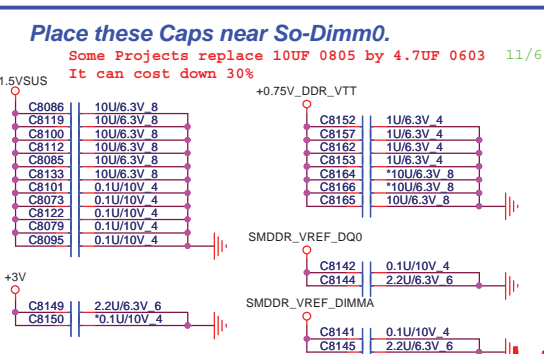 Place these Caps near So-Dimm0.
Some Projects replace 10UF 0805 by 4.7UF 0603 11/6
It can cost down 30%
1.5VSUS
C8086 10U/6.3V_8
C8119 10U/6.3V_8
C8100 10U/6.3V_8
C8112 10U/6.3V_8
C8085 10U/6.3V_8
C8133 10U/6.3V_8
C8101 0.1U/10V_4
C8073 0.1U/10V_4
C8122 0.1U/10V_4
C8079 0.1U/10V_4
C8095 0.1U/10V_4
+3V
C8149 2.2U/6.3V_6
C8150 *0.1U/10V_4
+0.75V_DDR_VTT
C8152 1U/6.3V_4
C8157 1U/6.3V_4
C8162 1U/6.3V_4
C8153 1U/6.3V_4
C8164 *10U/6.3V_8
C8166 *10U/6.3V_8
C8165 10U/6.3V_8
SMDDR_VREF_DQ0
C8142 0.1U/10V_4
C8144 2.2U/6.3V_6
SMDDR_VREF_DIMMA
C8141 0.1U/10V_4
C8145 2.2U/6.3V_6